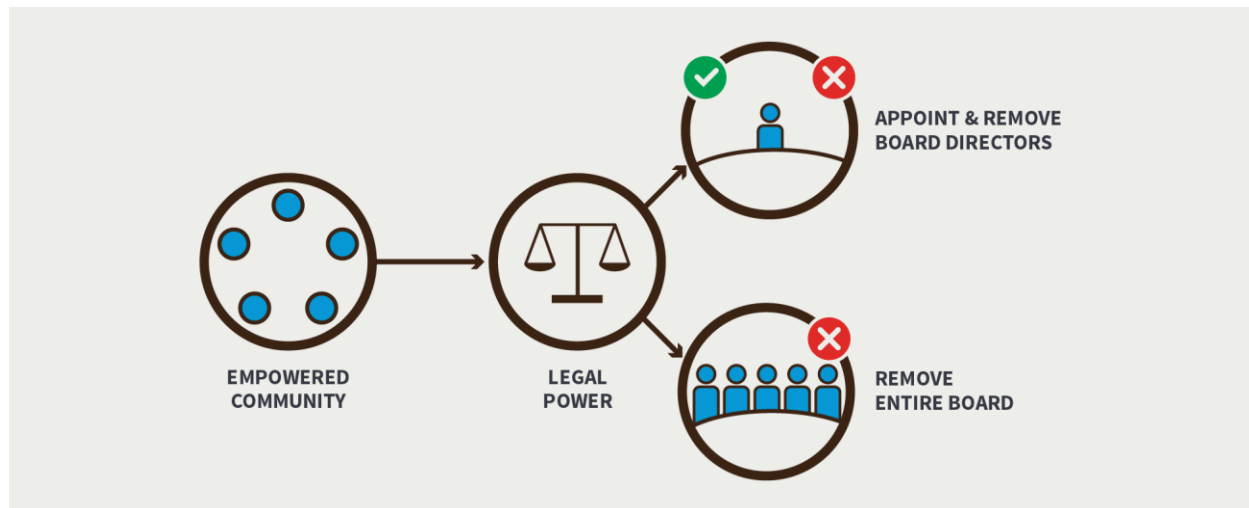 EMPOWERED
COMMUNITY
LEGAL
POWER
APPOINT & REMOVE
BOARD DIRECTORS
REMOVE
ENTIRE BOARD